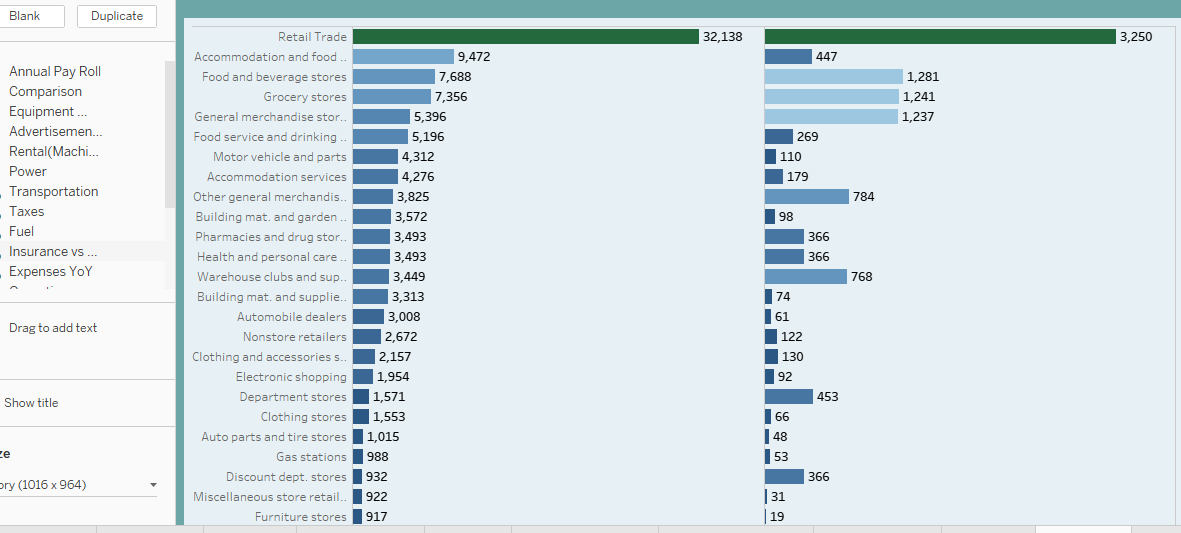 Blank Duplicate
Annual Pay Roll
Comparison
Equipment ...
Advertisemen...
Rental(Machi...
Power
Transportation
Taxes
Fuel
Insurance vs ...
Expenses YoY
Drag to add text
Show title
ze
ory (1016 x 964)
Retail Trade 32,138 3,250
Accommodation and food .. 9,472 447
Food and beverage stores 7,688 1,281
Grocery stores 7,356 1,241
General merchandise stor.. 5,396 1,237
Food service and drinking .. 5,196 269
Motor vehicle and parts 4,312 110
Accommodation services 4,276 179
Other general merchandis.. 3,825 784
Building mat. and garden .. 3,572 98
Pharmacies and drug stor.. 3,493 366
Health and personal care .. 3,493 366
Warehouse clubs and sup.. 3,449 768
Building mat. and supplie.. 3,313 74
Automobile dealers 3,008 61
Nonstore retailers 2,672 122
Clothing and accessories s.. 2,157 130
Electronic shopping 1,954 92
Department stores 1,571 453
Clothing stores 1,553 66
Auto parts and tire stores 1,015 48
Gas stations 988 53
Discount dept. stores 932 366
Miscellaneous store retail.. 922 31
Furniture stores 917 19